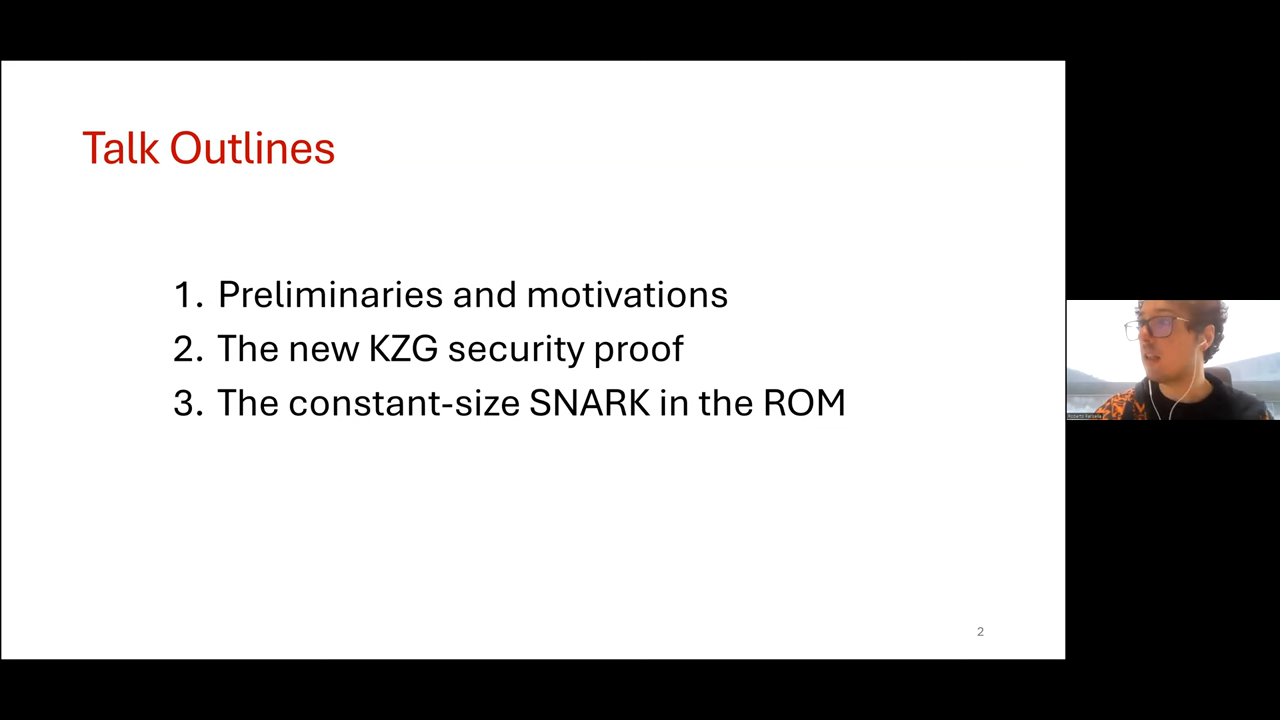 Talk Outlines
1. Preliminaries and motivations
2. The new KZG security proof
3. The constant-size SNARK in the ROM
2